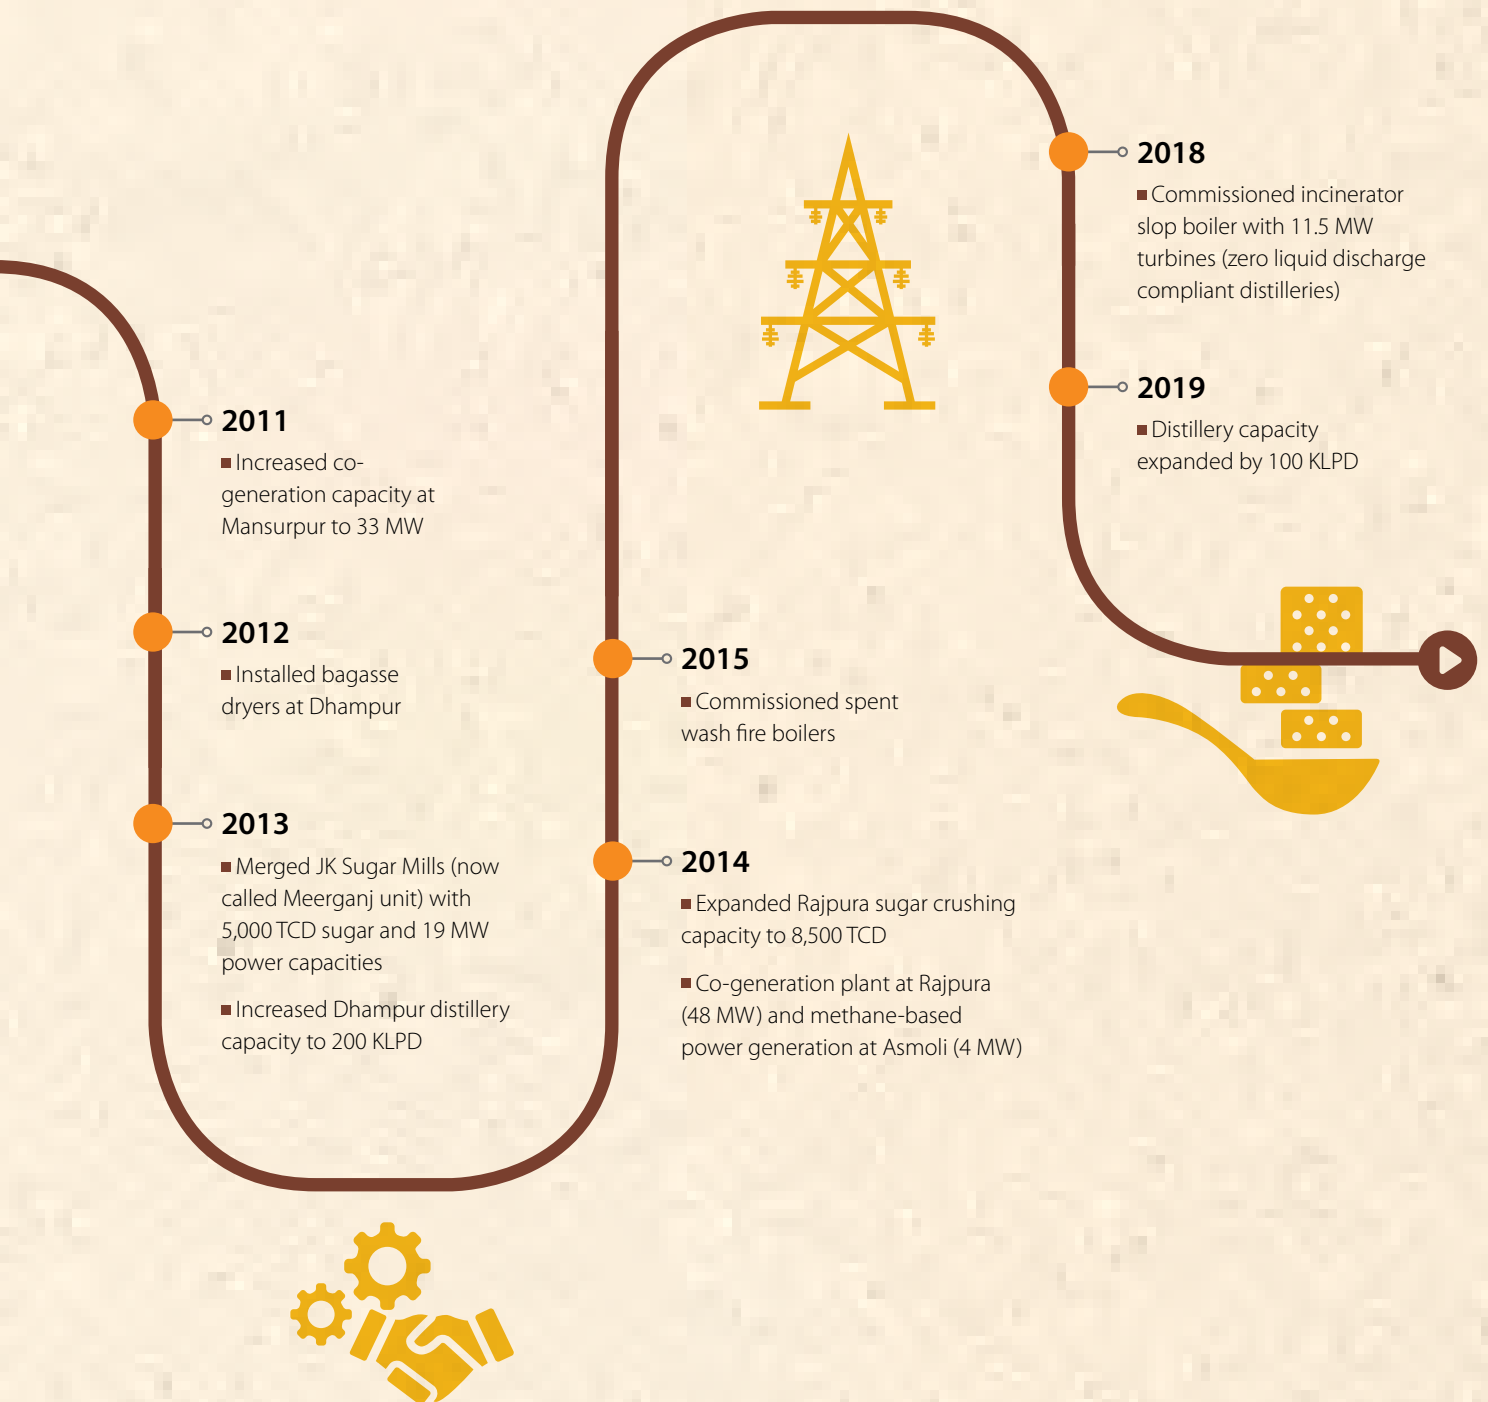 2011
■ Increased co-
generation capacity at
Mansurpur to 33 MW
2012
■ Installed bagasse
dryers at Dhampur
2013
■ Merged JK Sugar Mills (now
called Meerganj unit) with
5,000 TCD sugar and 19 MW
power capacities
■ Increased Dhampur distillery
capacity to 200 KLPD
2014
■ Expanded Rajpura sugar crushing
capacity to 8,500 TCD
■ Co-generation plant at Rajpura
(48 MW) and methane-based
power generation at Asmoli (4 MW)
2015
■ Commissioned spent
wash fire boilers
2018
■ Commissioned incinerator
slop boiler with 11.5 MW
turbines (zero liquid discharge
compliant distilleries)
2019
■ Distillery capacity
expanded by 100 KLPD